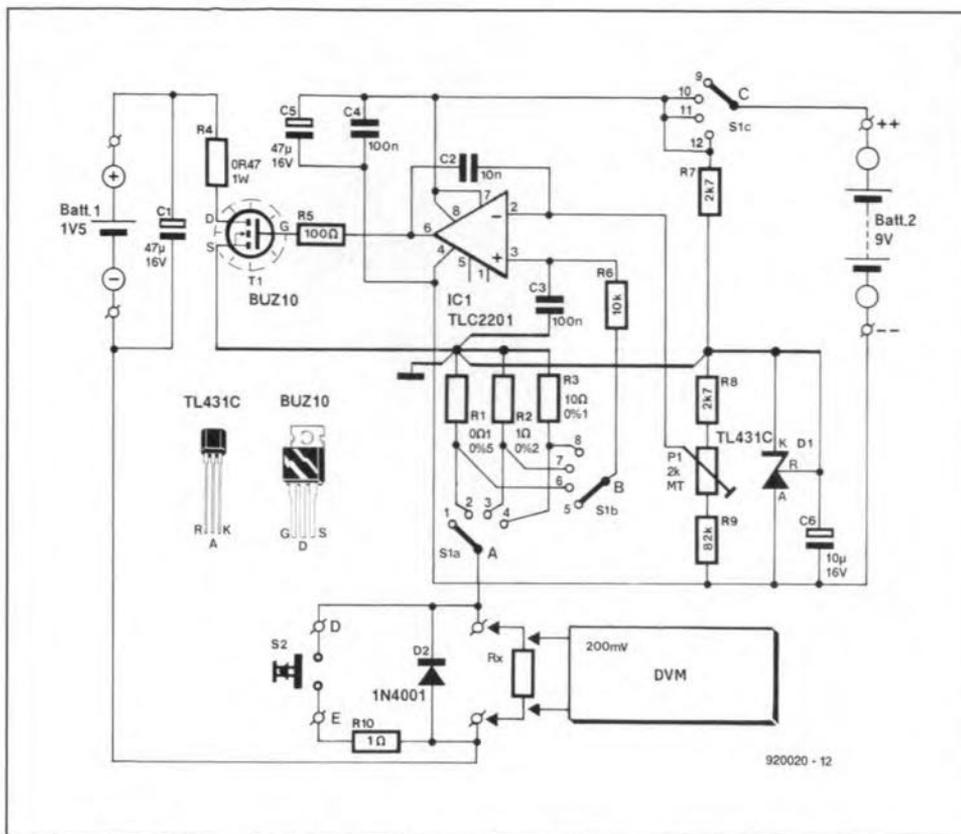 C5
47µ
16V
C4
100n
9
10
11
12
C
S1c
++
R4
0R47
1W
C2
10n
R7
2k7
Batt.1
1V5
C1
47µ
16V
D
S
G
T1
BUZ10
R5
100Ω
6
8
7
4
5
1
2
3
−
+
IC1
TLC2201
C3
100n
R6
10k
Batt.2
9V
--
+
−
TL431C
R K
A
BUZ10
G S
D
R1
0Ω1
0%5
R2
1Ω
0%2
R3
10Ω
0%1
8
7
6
5
B
S1b
1
2
3
4
S1a
A
R8
2k7
P1
2k
MT
R9
82k
TL431C
K
D1
R
A
C6
10µ
16V
S2
D
E
D2
1N4001
R10
1Ω
Rx
200mV
DVM
920020 - 12